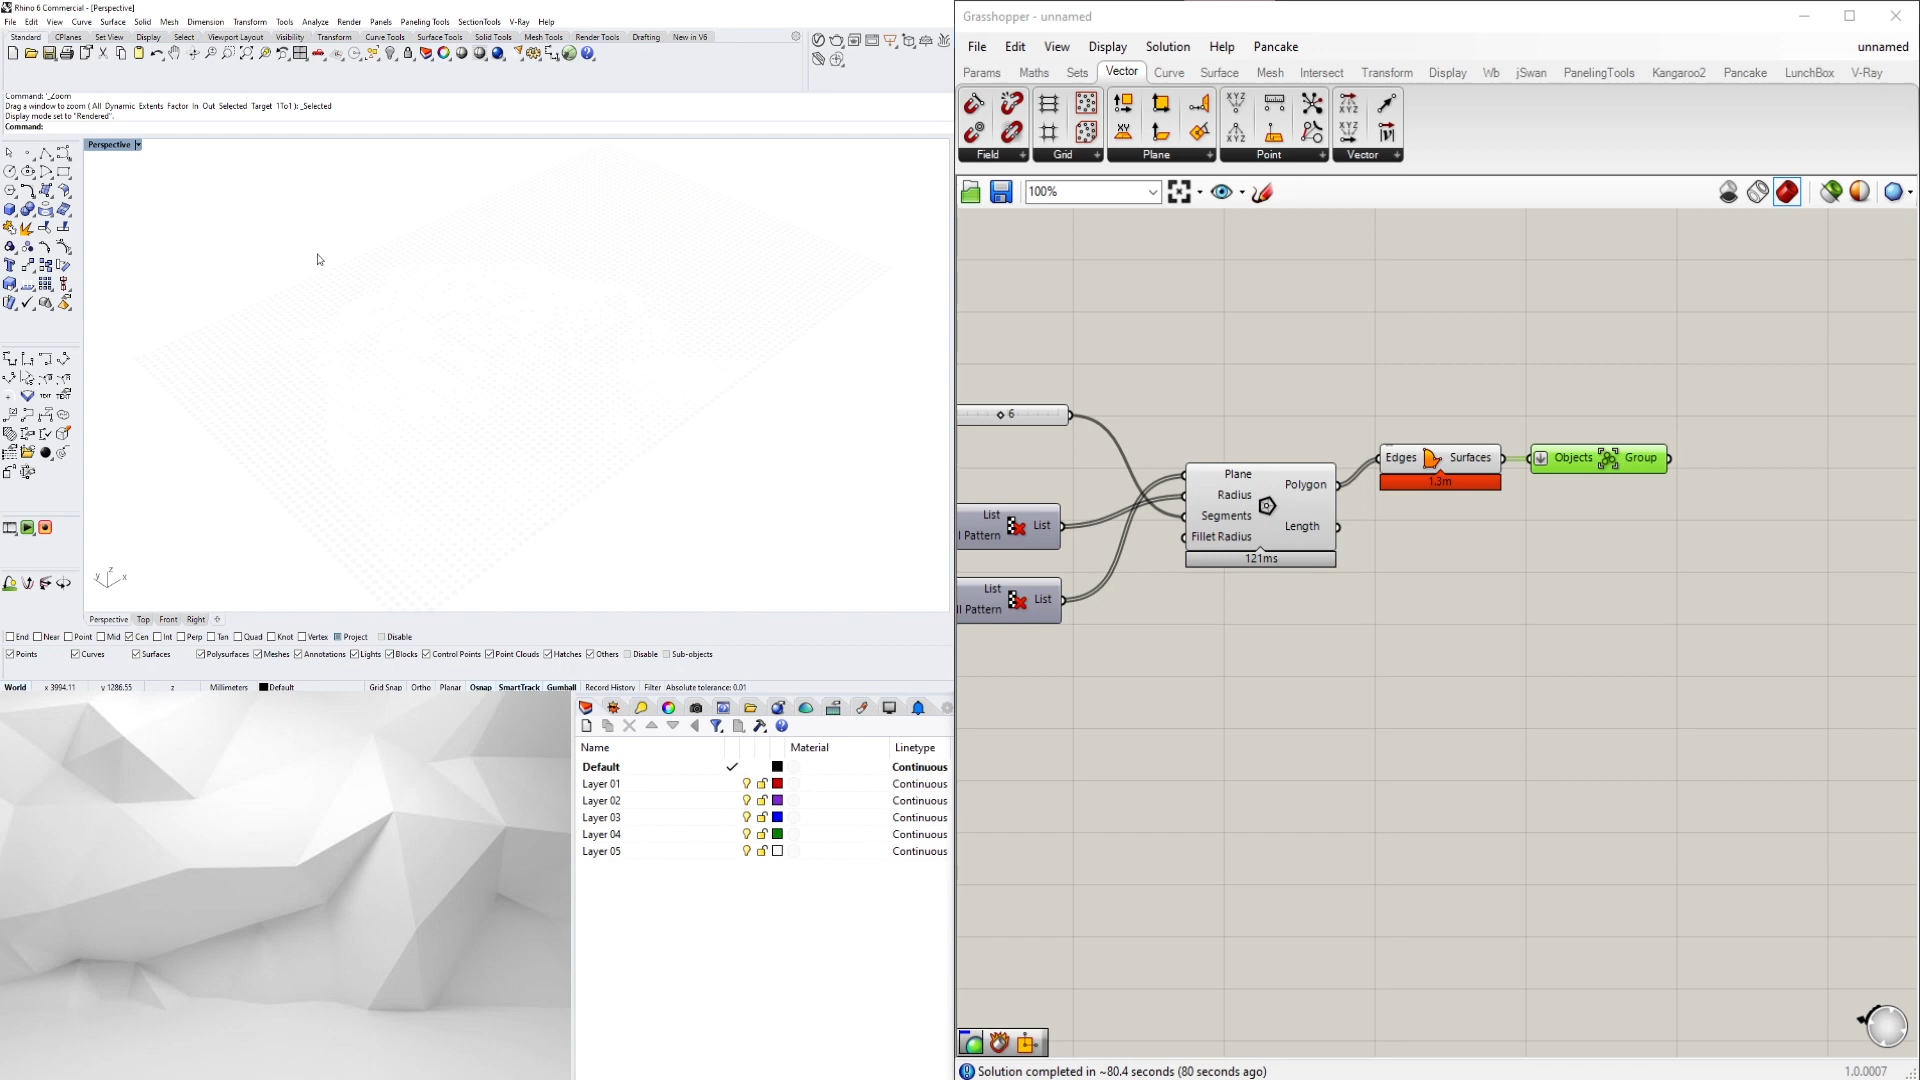 Rhino 6 Commercial - [Perspective]
File Edit View Curve Surface Solid Mesh Dimension Transform Tools Analyze Render Panels Paneling Tools SectionTools V-Ray Help
Standard CPlanes Set View Display Select Viewport Layout Visibility Transform Curve Tools Surface Tools Solid Tools Mesh Tools Render Tools Drafting New in V6
Command: '_Zoom
Drag a window to zoom ( All Dynamic Extents Factor In Out Selected Target 1To1 ): _Selected
Display mode set to "Rendered".
Command:
Perspective
z
y x
TEXT TEXT
Perspective Top Front Right
End Near Point Mid Cen Int Perp Tan Quad Knot Vertex Project Disable
Points Curves Surfaces Polysurfaces Meshes Annotations Lights Blocks Control Points Point Clouds Hatches Others Disable Sub-objects
World x 3994.11 y 1286.55 z Millimeters Default Grid Snap Ortho Planar Osnap SmartTrack Gumball Record History Filter Absolute tolerance: 0.01
Name Material Linetype
Default Continuous
Layer 01 Continuous
Layer 02 Continuous
Layer 03 Continuous
Layer 04 Continuous
Layer 05 Continuous
Grasshopper - unnamed
File Edit View Display Solution Help Pancake unnamed
Params Maths Sets Vector Curve Surface Mesh Intersect Transform Display Wb jSwan PanelingTools Kangaroo2 Pancake LunchBox V-Ray
Field Grid Plane Point Vector
100%
6
List List
l Pattern
List List
ll Pattern
Plane
Radius
Segments
Fillet Radius
Polygon
Length
121ms
Edges Surfaces
1.3m
Objects Group
Solution completed in ~80.4 seconds (80 seconds ago)
1.0.0007